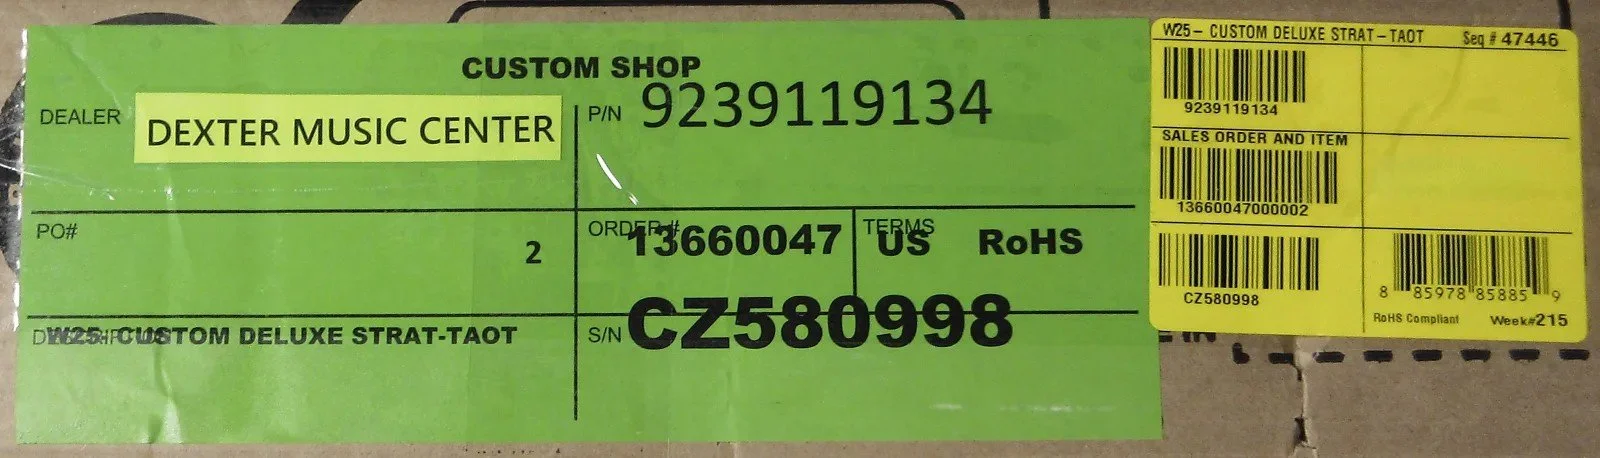 CUSTOM SHOP
DEALER
DEXTER MUSIC CENTER
P/N 9239119134
PO#
2
ORDER# 13660047
TERMS
US RoHS
W25- CUSTOM DELUXE STRAT-TAOT
S/N CZ580998
W25- CUSTOM DELUXE STRAT-TAOT Seq # 47446
9239119134
SALES ORDER AND ITEM
13660047000002
CZ580998
8 85978 85885 9
RoHS Compliant Week#215
IN